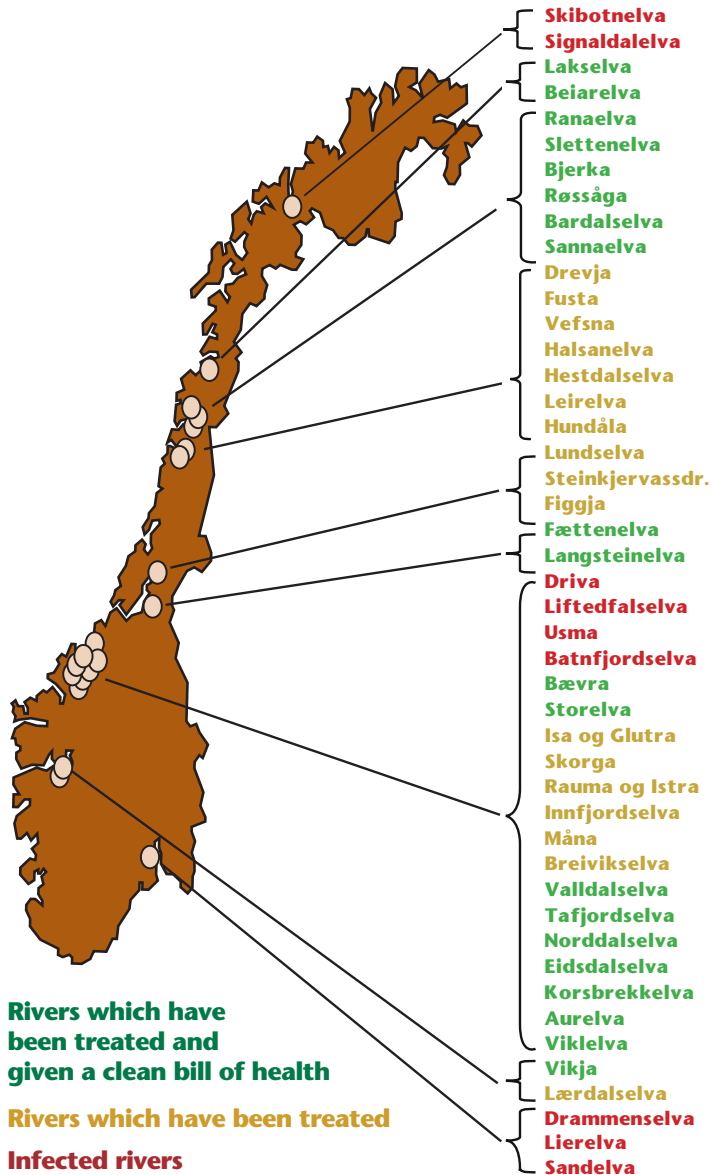 Skibotnelva
Signaldalelva
Lakselva
Beiarelva
Ranaelva
Slettenelva
Bjerka
Røssåga
Bardalselva
Sannaelva
Drevja
Fusta
Vefsna
Halsanelva
Hestdalselva
Leirelva
Hundåla
Lundselva
Steinkjervassdr.
Figgja
Fættenelva
Langsteinelva
Driva
Liftedfalselva
Usma
Batnfjordselva
Bævra
Storelva
Isa og Glutra
Skorga
Rauma og Istra
Innfjordselva
Måna
Breivikselva
Valldalselva
Tafjordselva
Norddalselva
Eidsdalselva
Korsbrekkelva
Aurelva
Viklelva
Vikja
Lærdalselva
Drammenselva
Lierelva
Sandelva
Rivers which have
been treated and
given a clean bill of health
Rivers which have been treated
Infected rivers